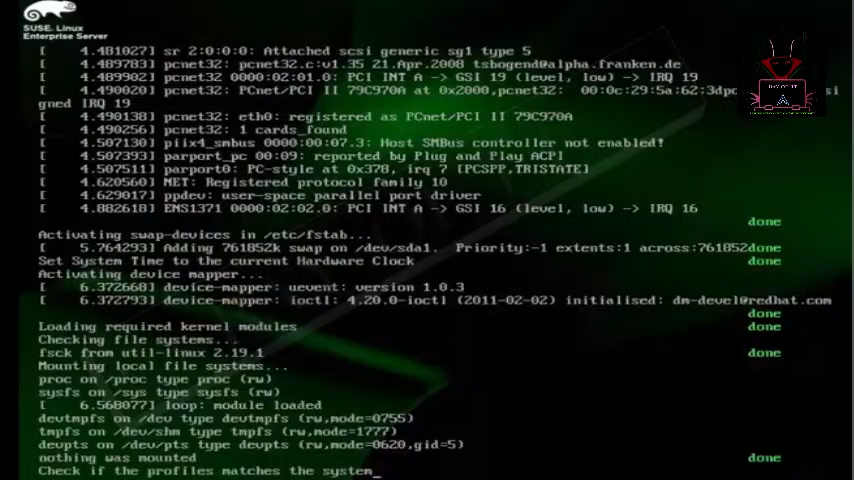 SUSE. Linux
Enterprise Server
[    4.481027] sr 2:0:0:0: Attached scsi generic sg1 type 5
[    4.489783] pcnet32: pcnet32.c:v1.35 21.Apr.2008 tsbogend@alpha.franken.de
[    4.489902] pcnet32 0000:02:01.0: PCI INT A -> GSI 19 (level, low) -> IRQ 19
[    4.490020] pcnet32: PCnet/PCI II 79C970A at 0x2000,pcnet32:  00:0c:29:5a:62:3d
gned IRQ 19
[    4.490138] pcnet32: eth0: registered as PCnet/PCI II 79C970A
[    4.490256] pcnet32: 1 cards_found
[    4.507130] piix4_smbus 0000:00:07.3: Host SMBus controller not enabled!
[    4.507393] parport_pc 00:09: reported by Plug and Play ACPI
[    4.507511] parport0: PC-style at 0x378, irq 7 [PCSPP,TRISTATE]
[    4.620560] NET: Registered protocol family 10
[    4.629017] ppdev: user-space parallel port driver
[    4.882618] ENS1371 0000:02:02.0: PCI INT A -> GSI 16 (level, low) -> IRQ 16
done
Activating swap-devices in /etc/fstab...
[    5.764293] Adding 761852k swap on /dev/sda1.  Priority:-1 extents:1 across:761852done
Set System Time to the current Hardware Clock done
Activating device mapper...
[    6.372668] device-mapper: uevent: version 1.0.3
[    6.372793] device-mapper: ioctl: 4.20.0-ioctl (2011-02-02) initialised: dm-devel@redhat.com
done
Loading required kernel modules done
Checking file systems...
fsck from util-linux 2.19.1 done
Mounting local file systems...
proc on /proc type proc (rw)
sysfs on /sys type sysfs (rw)
[    6.568077] loop: module loaded
devtmpfs on /dev type devtmpfs (rw,mode=0755)
tmpfs on /dev/shm type tmpfs (rw,mode=1777)
devpts on /dev/pts type devpts (rw,mode=0620,gid=5)
nothing was mounted done
Check if the profiles matches the system_